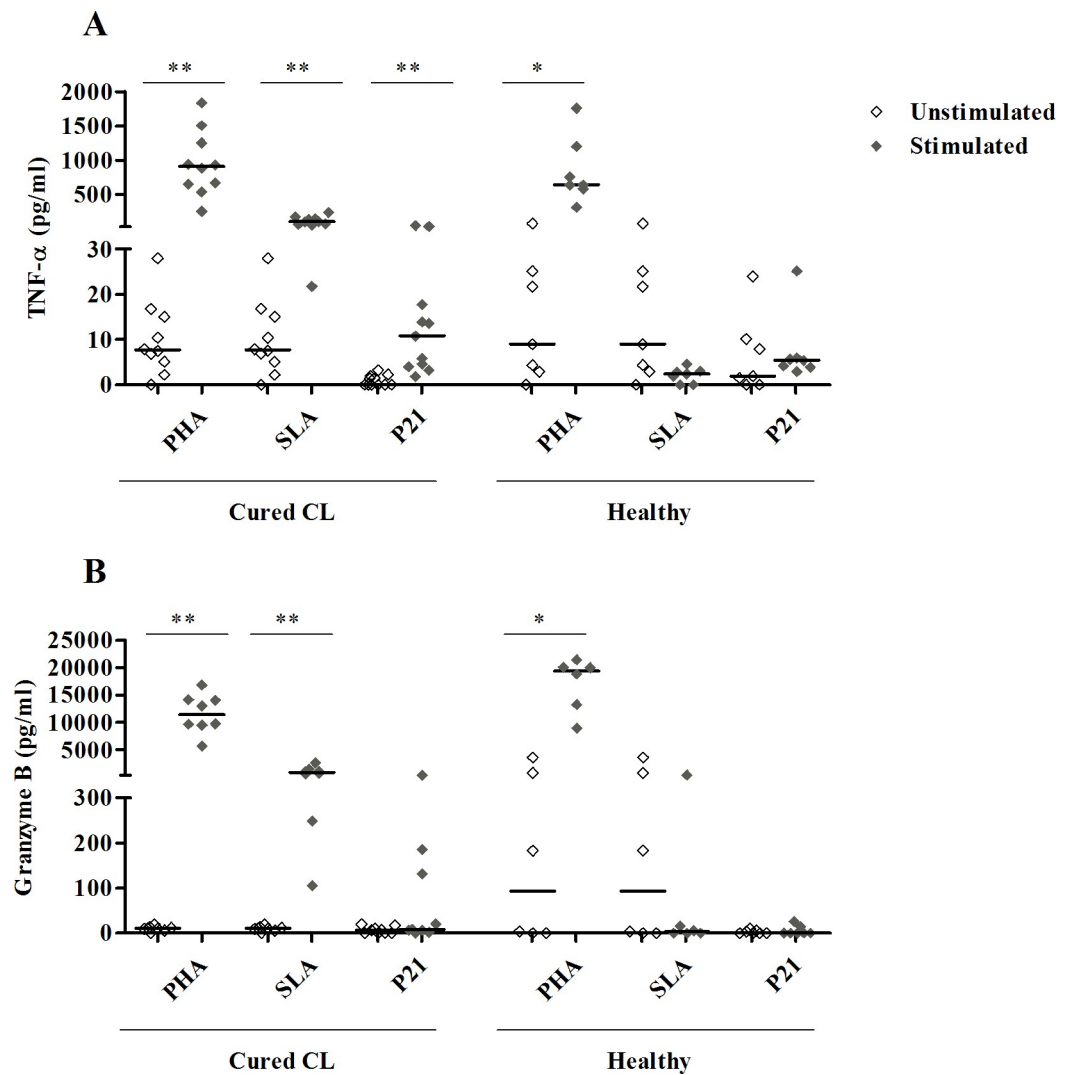 A
** ** ** *
2000
1500
1000
500
30
20
10
0
TNF-α (pg/ml)
Unstimulated
Stimulated
PHA SLA P21 PHA SLA P21
Cured CL Healthy
B
** ** *
25000
20000
15000
10000
5000
300
200
100
0
Granzyme B (pg/ml)
PHA SLA P21 PHA SLA P21
Cured CL Healthy